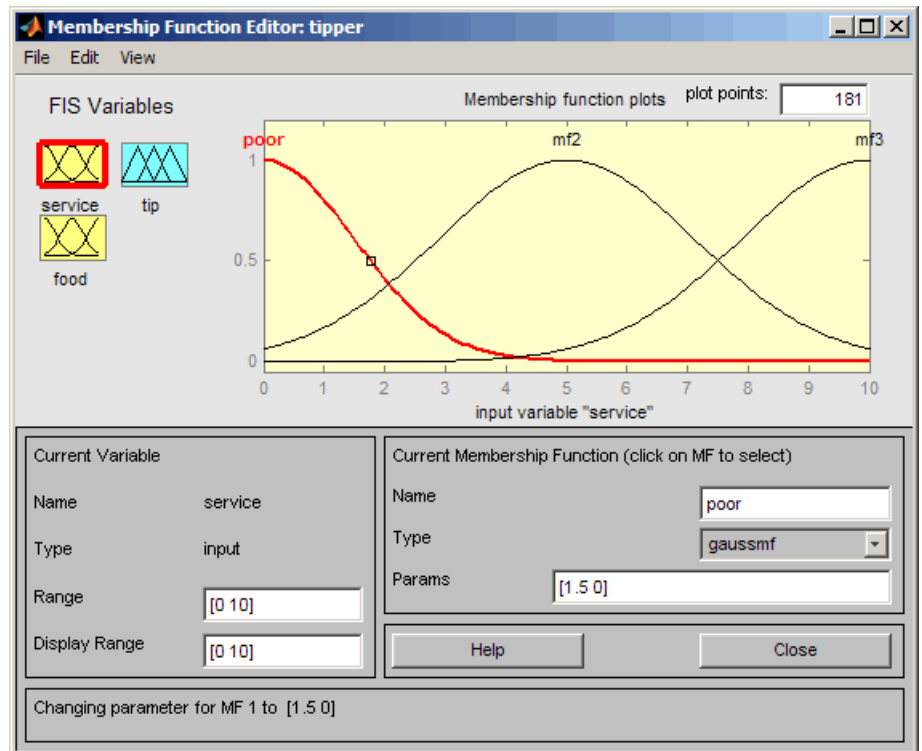 Membership Function Editor: tipper
File Edit View
FIS Variables
Membership function plots plot points: 181
service
tip
food
poor mf2 mf3
1
0.5
0
0 1 2 3 4 5 6 7 8 9 10
input variable "service"
Current Variable
Name service
Type input
Range [0 10]
Display Range [0 10]
Current Membership Function (click on MF to select)
Name poor
Type gaussmf
Params [1.5 0]
Help Close
Changing parameter for MF 1 to [1.5 0]